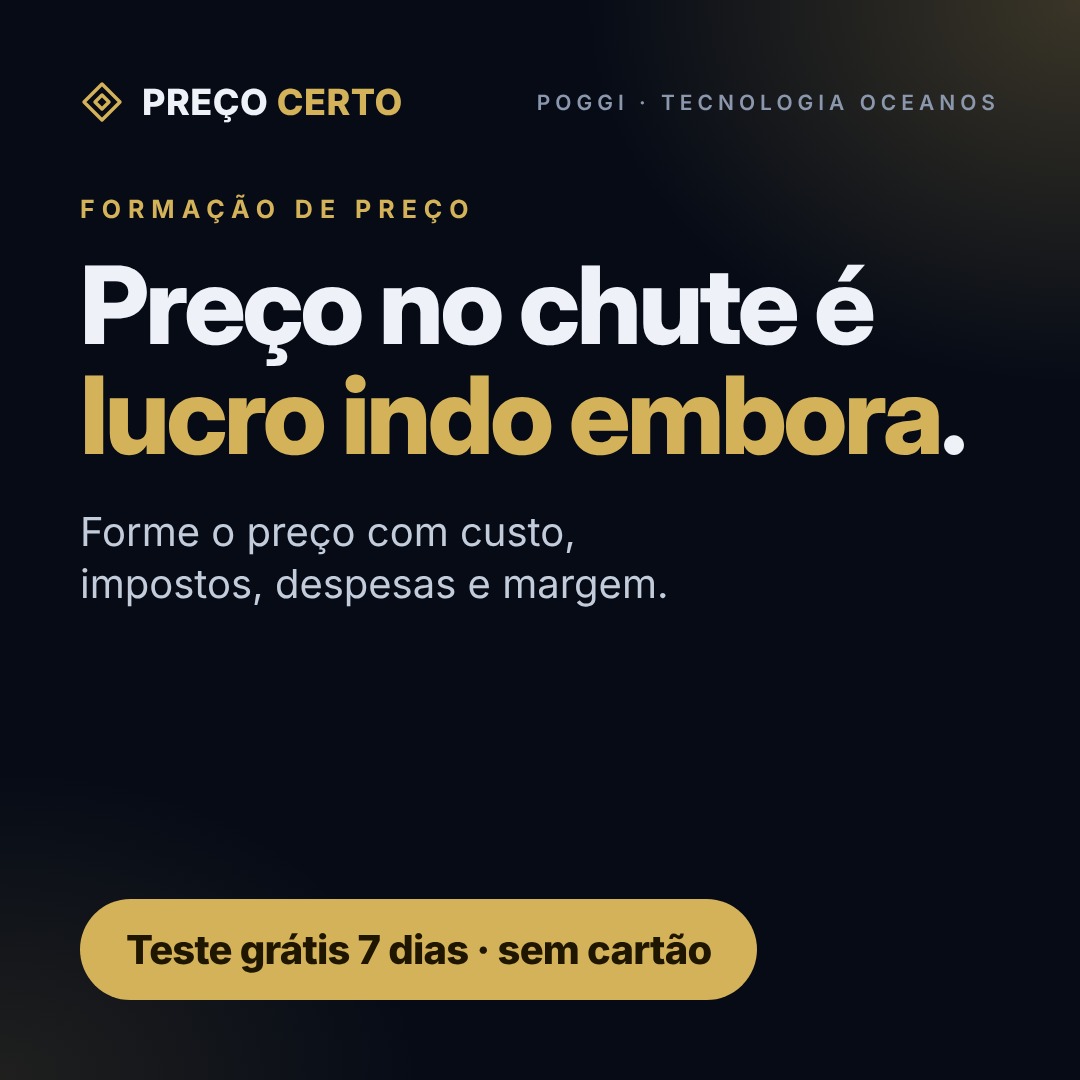 PREÇO CERTO
POGGI · TECNOLOGIA OCEANOS
FORMAÇÃO DE PREÇO
Preço no chute é
lucro indo embora.
Forme o preço com custo,
impostos, despesas e margem.
Teste grátis 7 dias · sem cartão